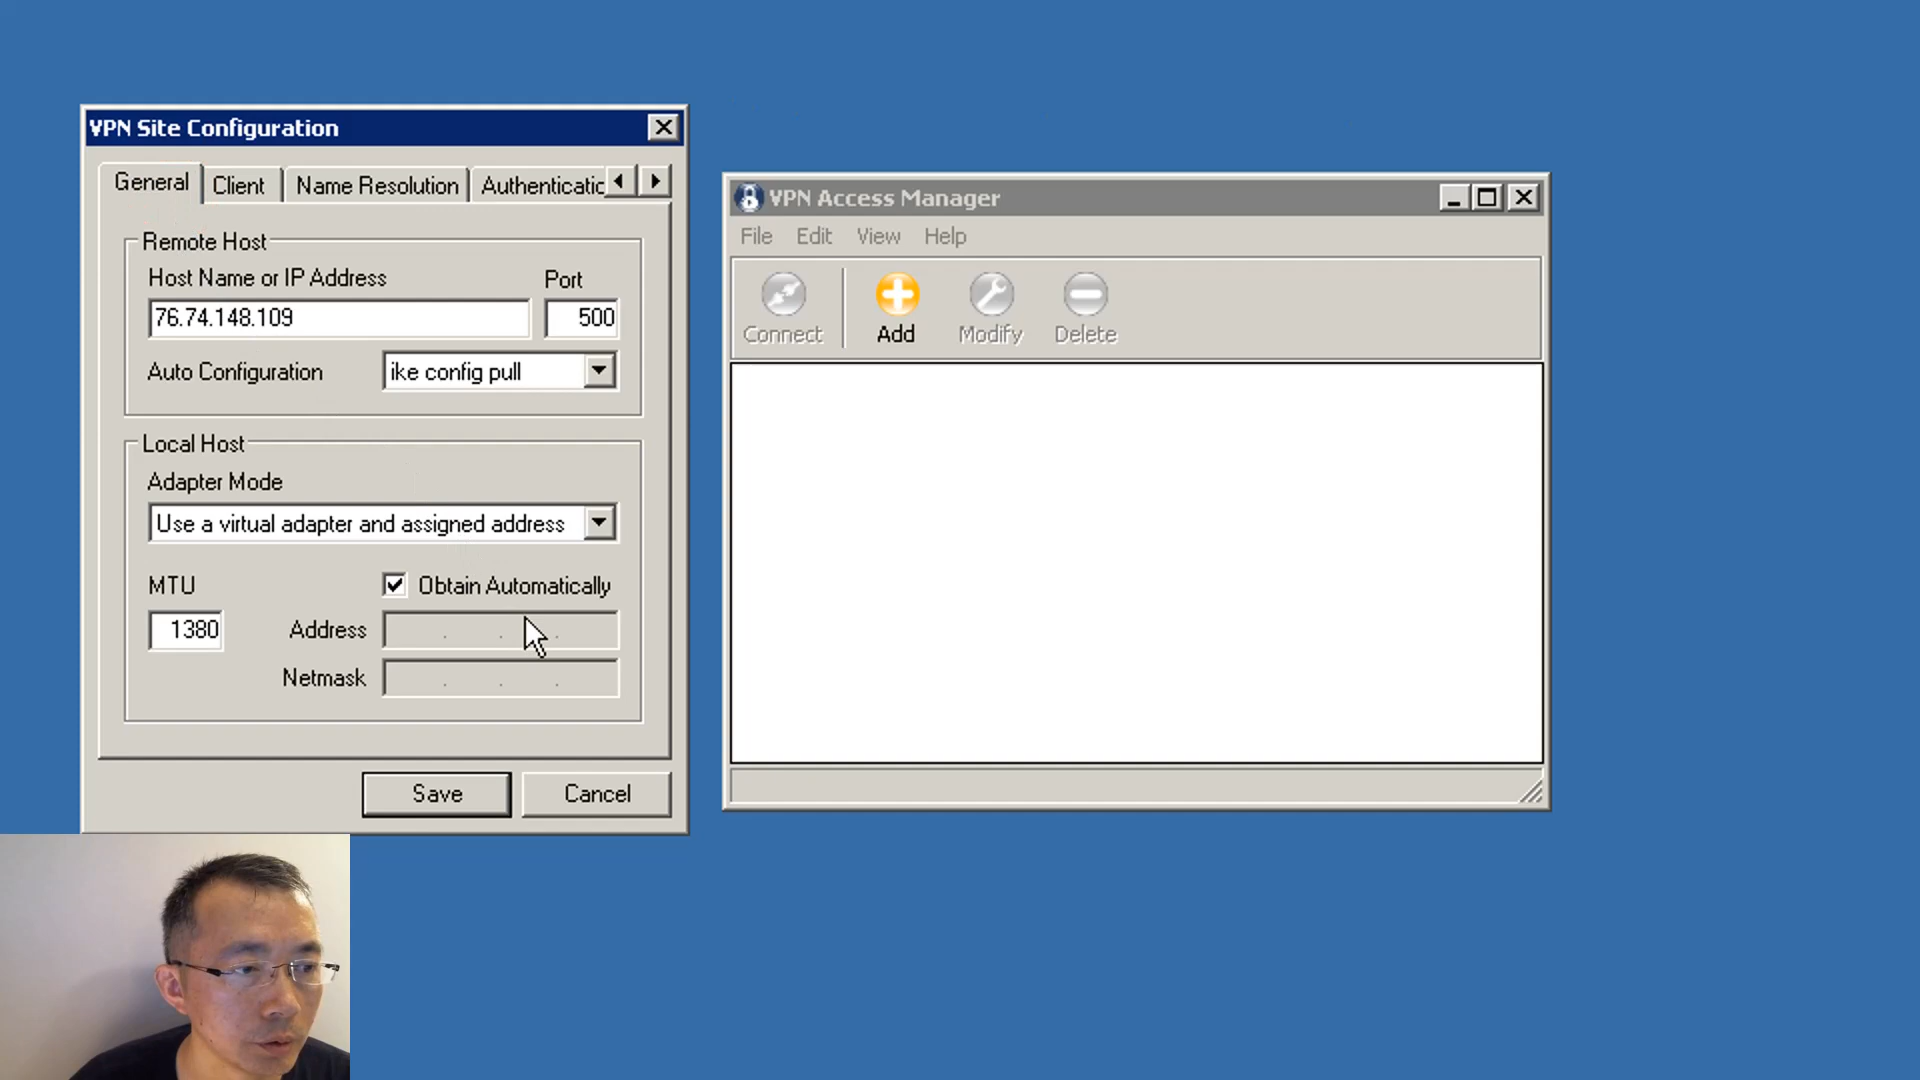 VPN Site Configuration
General
Client
Name Resolution
Authenticatic
Remote Host
Host Name or IP Address
Port
76.74.148.109
500
Auto Configuration
ike config pull
Local Host
Adapter Mode
Use a virtual adapter and assigned address
MTU
Obtain Automatically
1380
Address
Netmask
Save
Cancel
VPN Access Manager
File
Edit
View
Help
Connect
Add
Modify
Delete